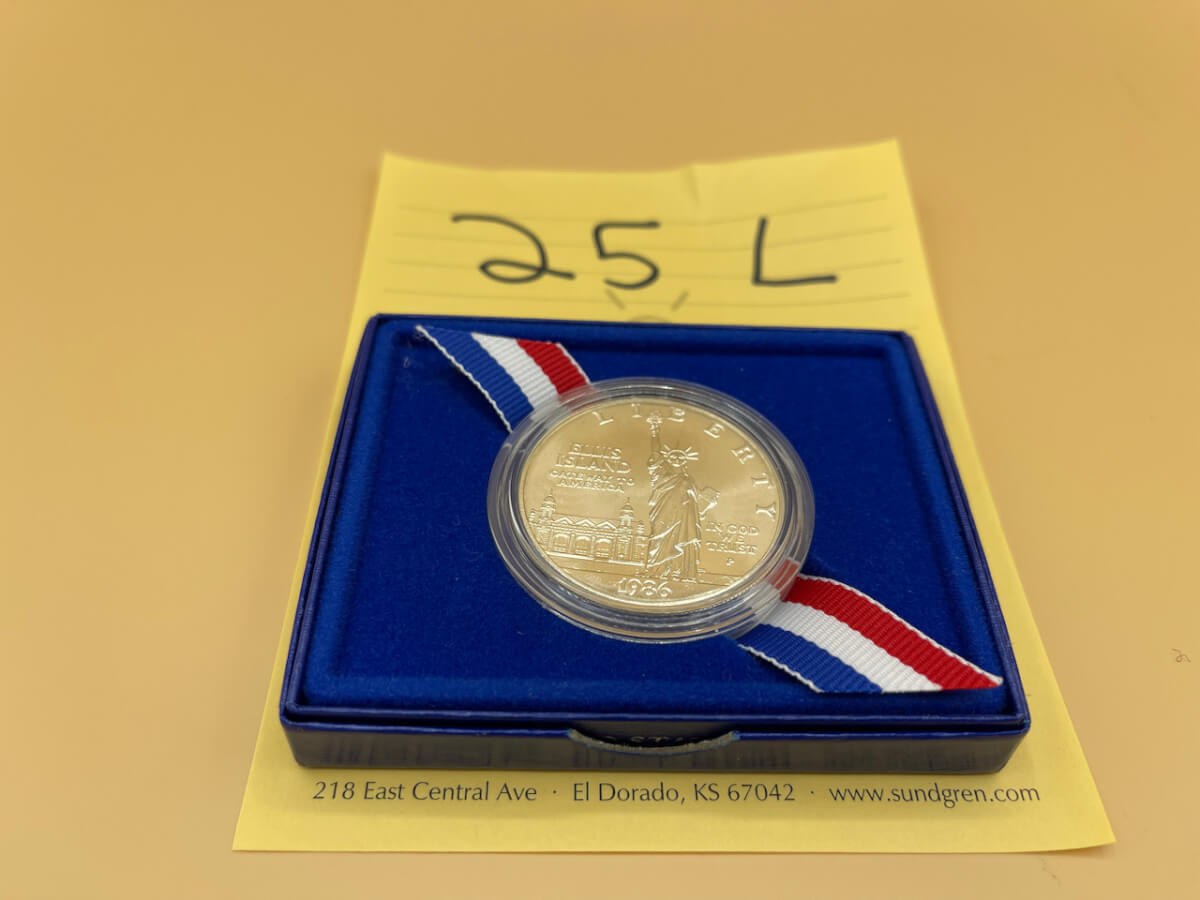 25 L
LIBERTY
ELLIS
ISLAND
GATEWAY TO
AMERICA
IN GOD
WE
TRUST
P
1986
218 East Central Ave · El Dorado, KS 67042 · www.sundgren.com